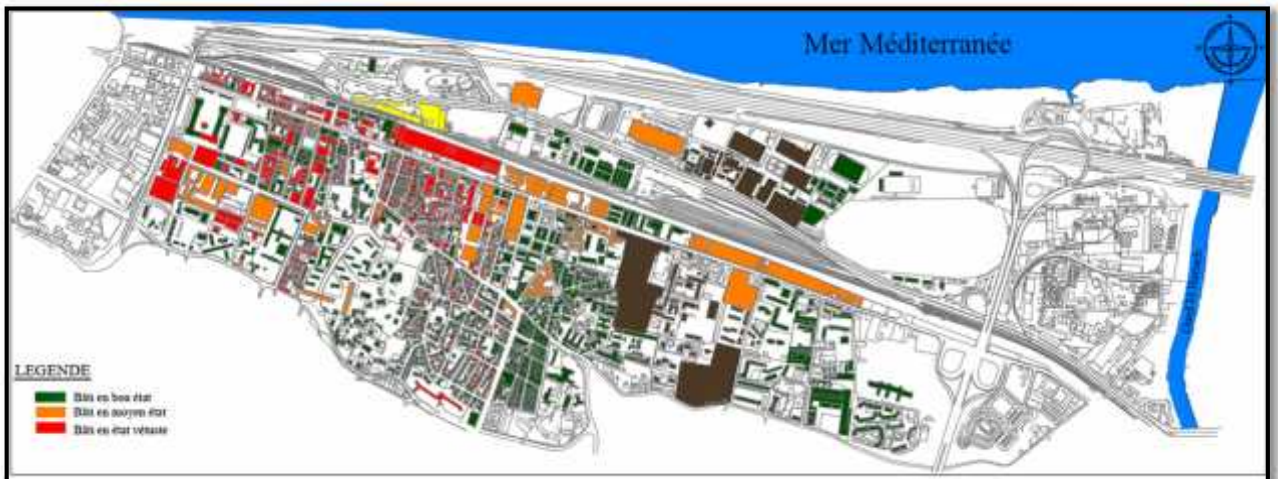 Mer Méditerranée
LEGENDE
Bâti en bon état
Bâti en moyen état
Bâti en état vétuste